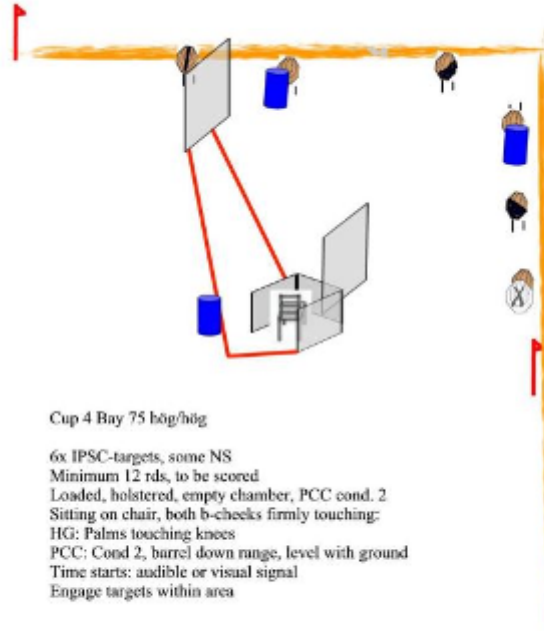 Cup 4 Bay 75 hög/hög
6x IPSC-targets, some NS
Minimum 12 rds, to be scored
Loaded, holstered, empty chamber, PCC cond. 2
Sitting on chair, both b-cheeks firmly touching:
HG: Palms touching knees
PCC: Cond 2, barrel down range, level with ground
Time starts: audible or visual signal
Engage targets within area